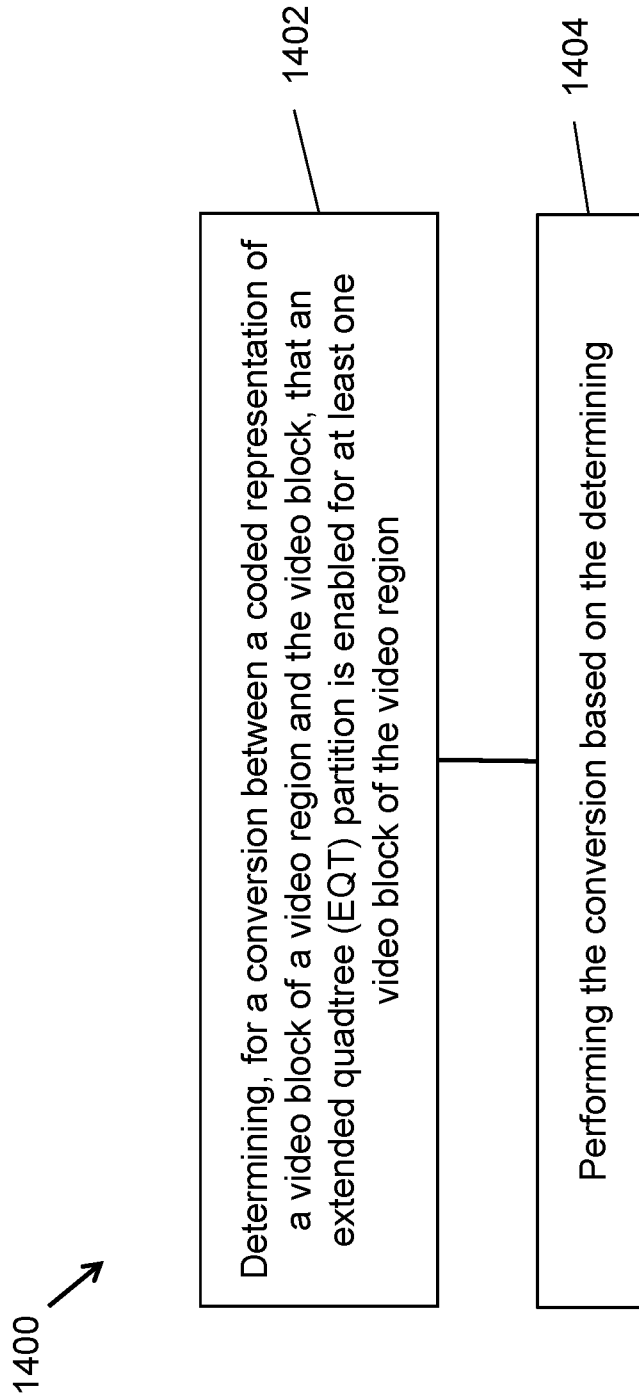 1400
Determining, for a conversion between a coded representation of
a video block of a video region and the video block, that an
extended quadtree (EQT) partition is enabled for at least one
video block of the video region
1402
Performing the conversion based on the determining
1404